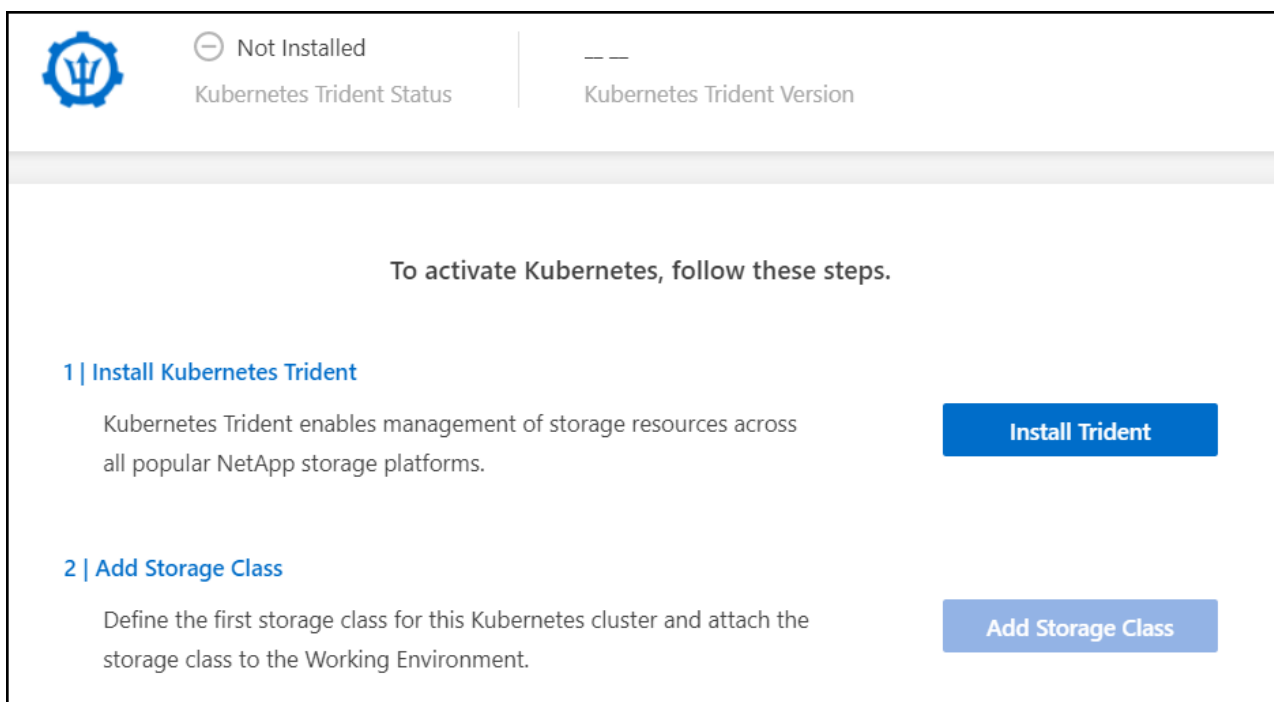 Not Installed
__ __
Kubernetes Trident Status
Kubernetes Trident Version
To activate Kubernetes, follow these steps.
1 | Install Kubernetes Trident
Kubernetes Trident enables management of storage resources across
all popular NetApp storage platforms.
Install Trident
2 | Add Storage Class
Define the first storage class for this Kubernetes cluster and attach the
storage class to the Working Environment.
Add Storage Class